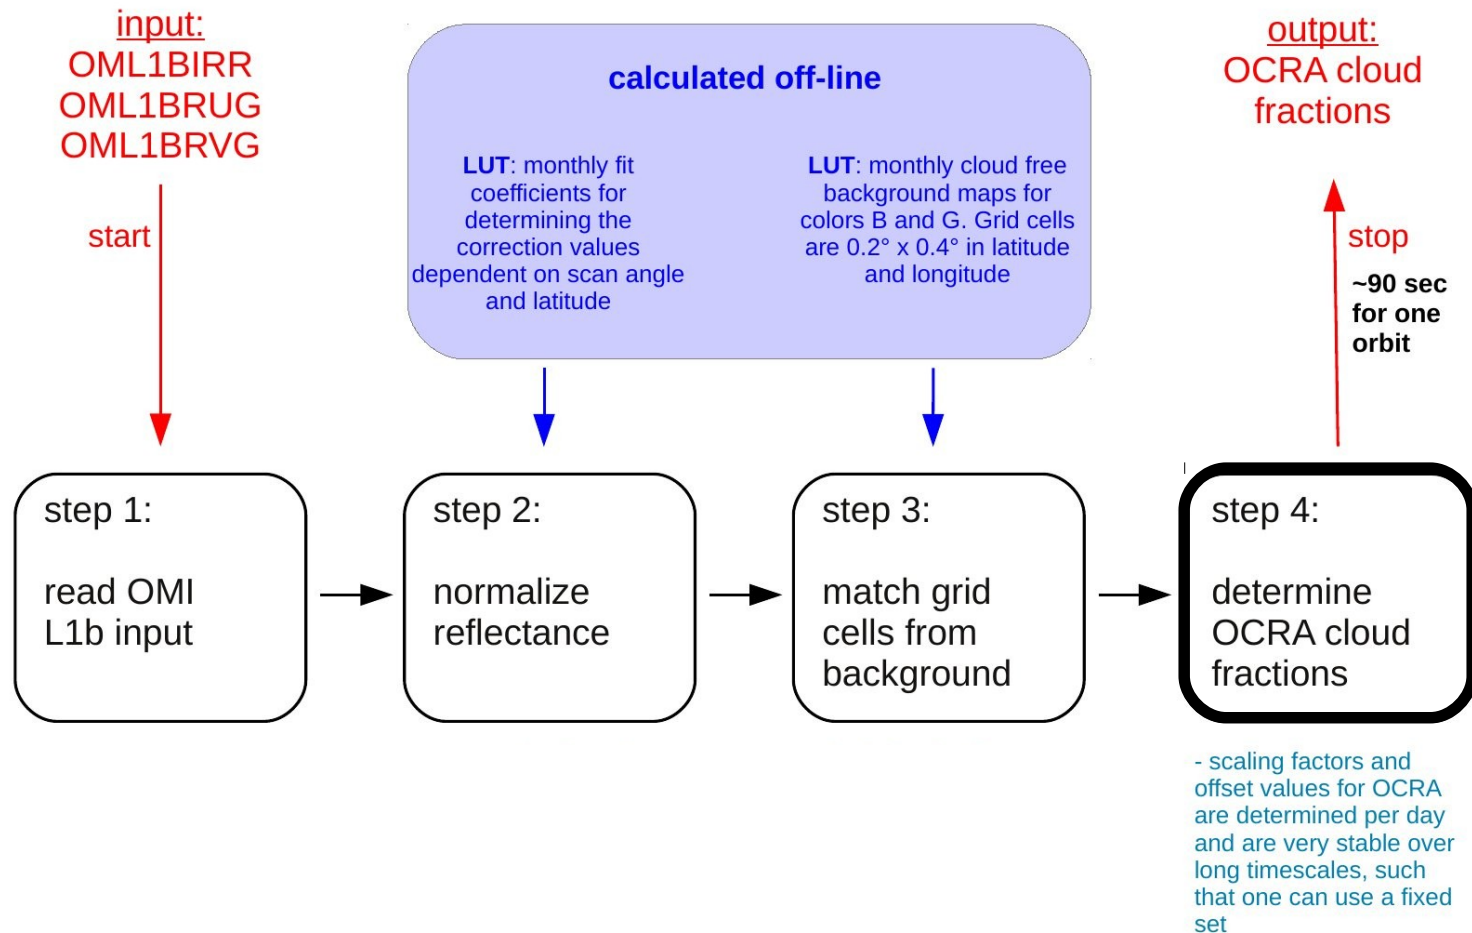 input:
OML1BIRR
OML1BRUG
OML1BRVG
start
calculated off-line
LUT: monthly fit
coefficients for
determining the
correction values
dependent on scan angle
and latitude
LUT: monthly cloud free
background maps for
colors B and G. Grid cells
are 0.2° x 0.4° in latitude
and longitude
output:
OCRA cloud
fractions
stop
~90 sec
for one
orbit
step 1:
read OMI
L1b input
step 2:
normalize
reflectance
step 3:
match grid
cells from
background
step 4:
determine
OCRA cloud
fractions
- scaling factors and
offset values for OCRA
are determined per day
and are very stable over
long timescales, such
that one can use a fixed
set